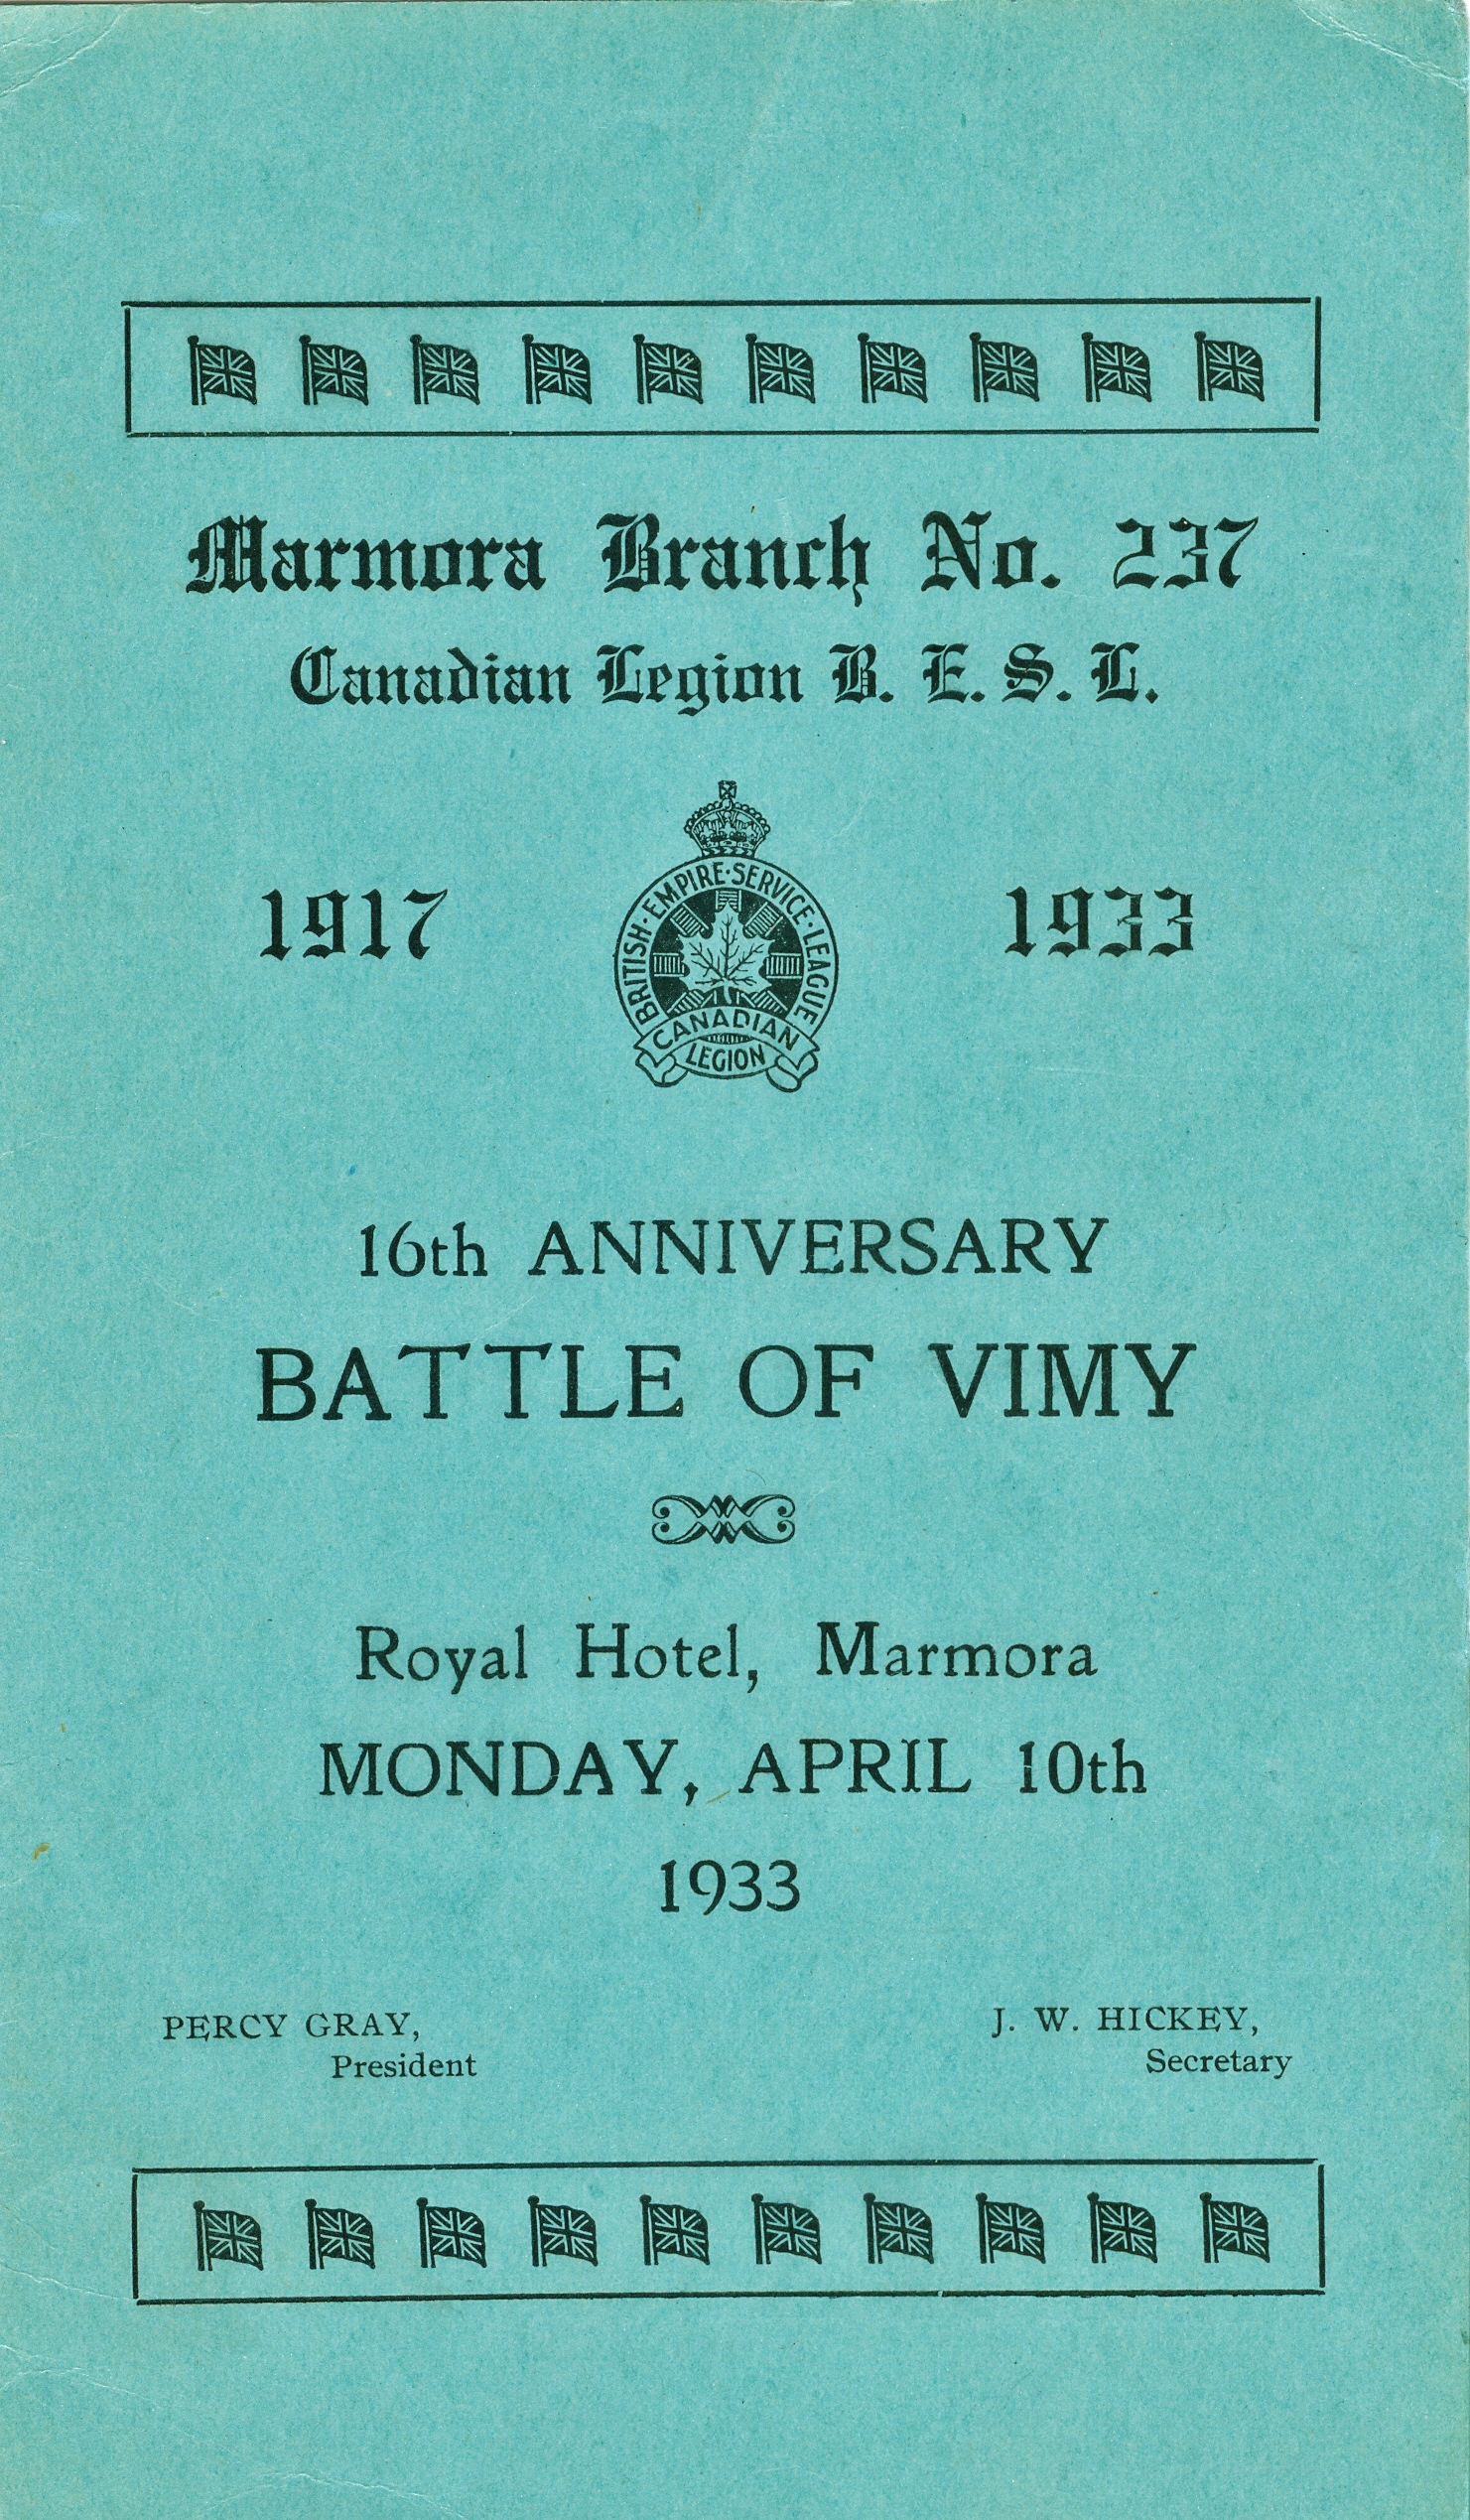 Marmora Branch No. 237
Canadian Legion B. E. S. L.
1917
BRITISH·EMPIRE·SERVICE·LEAGUE
CANADIAN
LEGION
1933
16th ANNIVERSARY
BATTLE OF VIMY
Royal Hotel, Marmora
MONDAY, APRIL 10th
1933
PERCY GRAY,
President
J. W. HICKEY,
Secretary